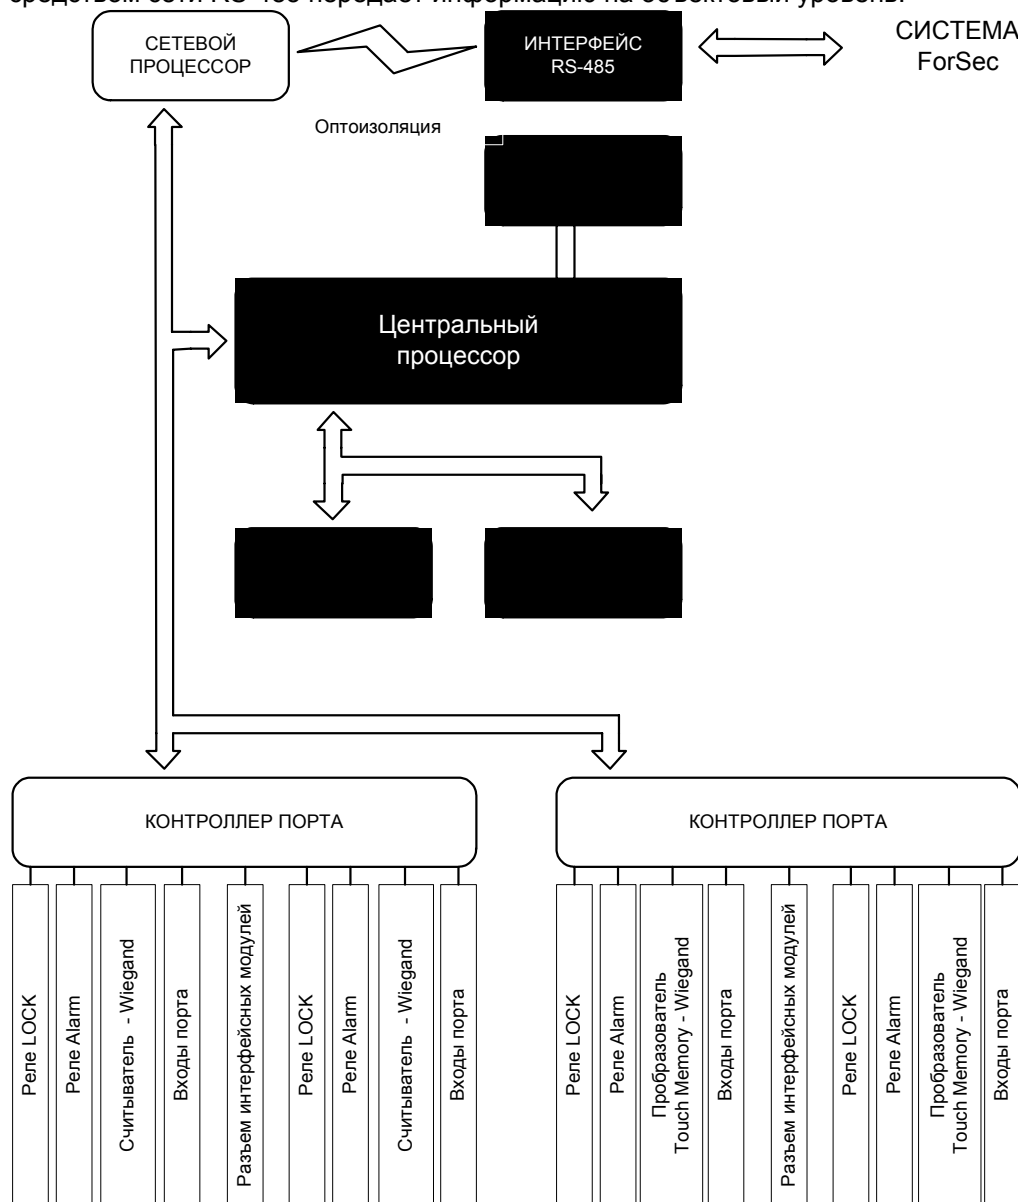 средством сети RS-485 передает информацию на объектовый уровень.
СЕТЕВОЙ
ПРОЦЕССОР
ИНТЕРФЕЙС
RS-485
СИСТЕМА
ForSec
Оптоизоляция
Центральный
процессор
КОНТРОЛЛЕР ПОРТА
КОНТРОЛЛЕР ПОРТА
Реле LOCK
Реле Alarm
Считыватель - Wiegand
Входы порта
Разъем интерфейсных модулей
Реле LOCK
Реле Alarm
Считыватель - Wiegand
Входы порта
Реле LOCK
Реле Alarm
Пробразователь
Touch Memory - Wiegand
Входы порта
Разъем интерфейсных модулей
Реле LOCK
Реле Alarm
Пробразователь
Touch Memory - Wiegand
Входы порта